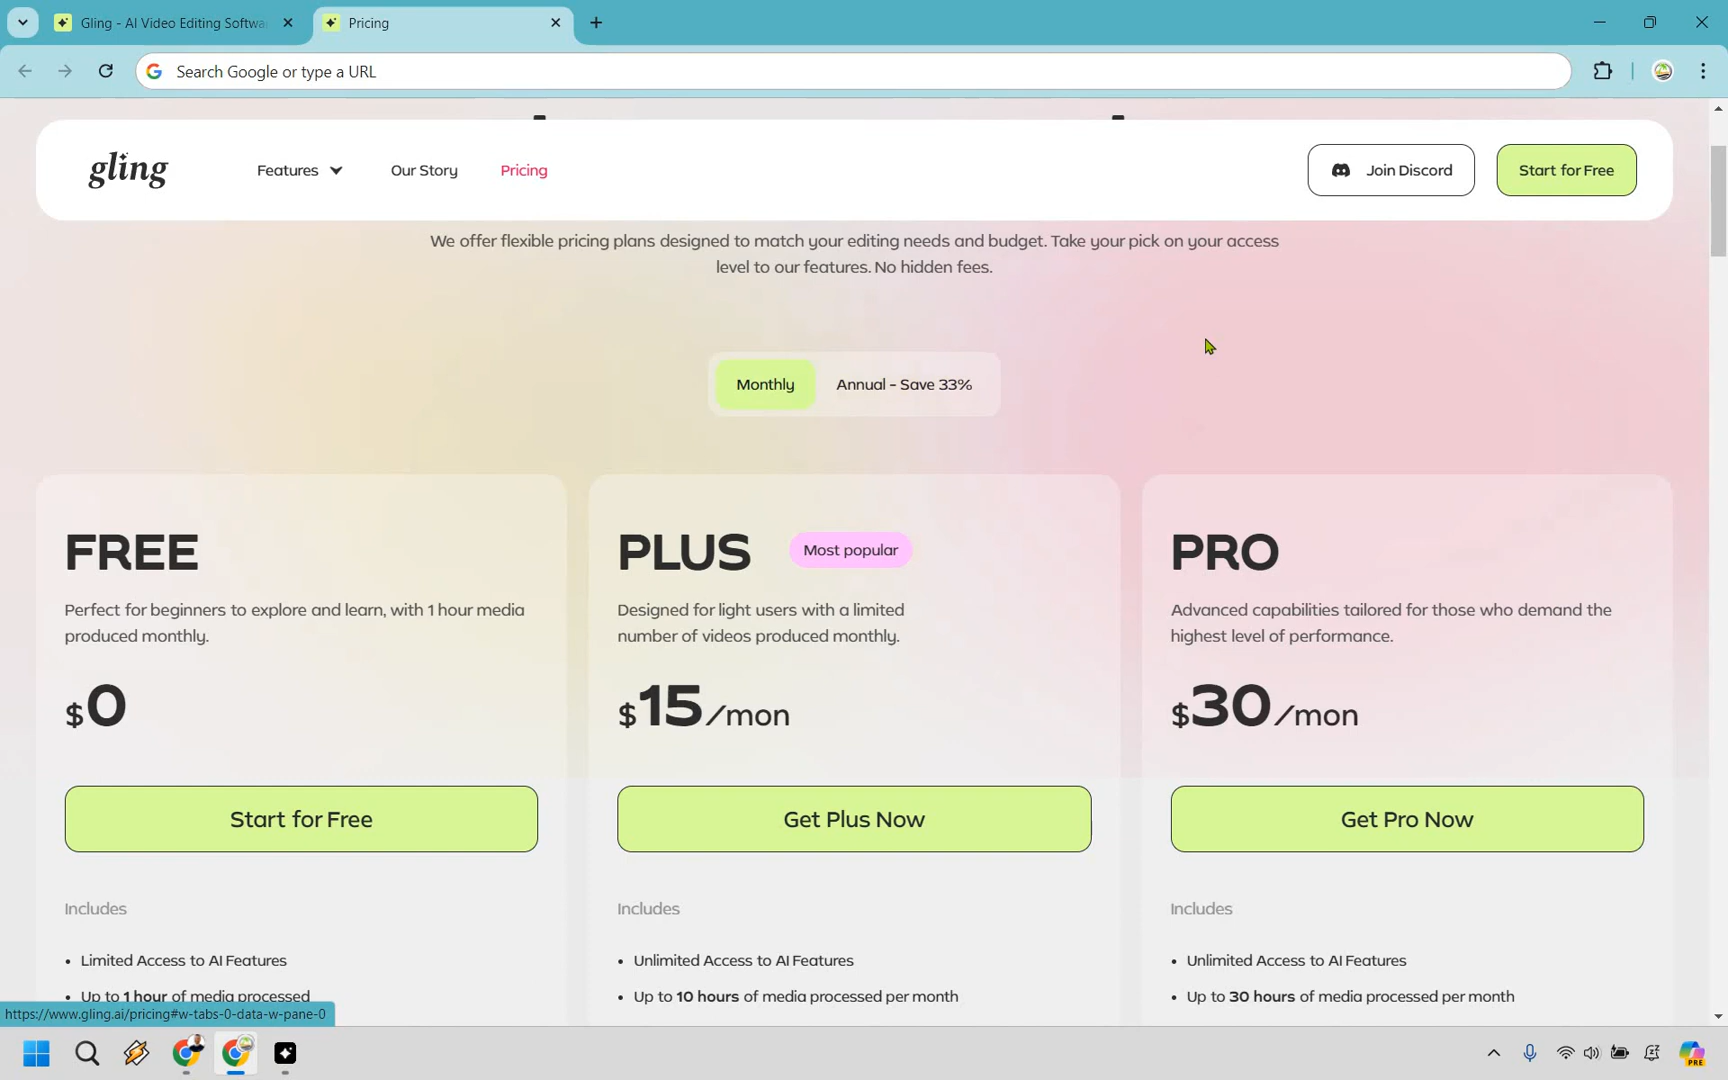 Gling - AI Video Editing Softwa
Pricing
Search Google or type a URL
gling
Features
Our Story
Pricing
Join Discord
Start for Free
We offer flexible pricing plans designed to match your editing needs and budget. Take your pick on your access
level to our features. No hidden fees.
Monthly
Annual - Save 33%
FREE
Perfect for beginners to explore and learn, with 1 hour media
produced monthly.
$0
Start for Free
Includes
• Limited Access to AI Features
• Up to 1 hour of media processed
PLUS
Most popular
Designed for light users with a limited
number of videos produced monthly.
$15/mon
Get Plus Now
Includes
• Unlimited Access to AI Features
• Up to 10 hours of media processed per month
PRO
Advanced capabilities tailored for those who demand the
highest level of performance.
$30/mon
Get Pro Now
Includes
• Unlimited Access to AI Features
• Up to 30 hours of media processed per month
https://www.gling.ai/pricing#w-tabs-0-data-w-pane-0
PRE